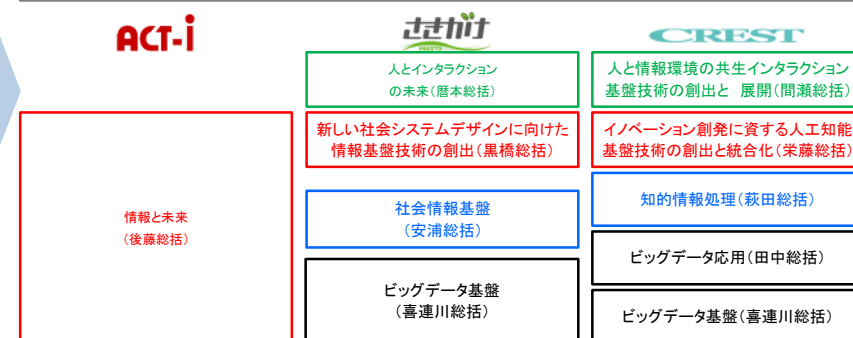 ACT-i
さきがけ
PRESTO
CREST
人とインタラクション
の未来(暦本総括)
人と情報環境の共生インタラクション
基盤技術の創出と 展開(間瀬総括)
新しい社会システムデザインに向けた
情報基盤技術の創出(黒橋総括)
イノベーション創発に資する人工知能
基盤技術の創出と統合化(栄藤総括)
情報と未来
(後藤総括)
社会情報基盤
(安浦総括)
知的情報処理(萩田総括)
ビッグデータ応用(田中総括)
ビッグデータ基盤
(喜連川総括)
ビッグデータ基盤(喜連川総括)